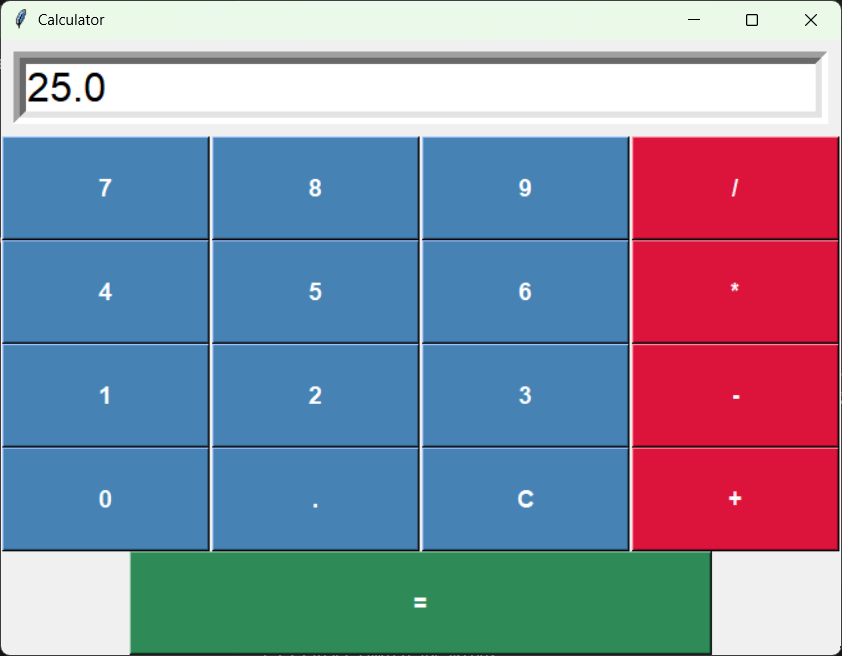 Calculator
25.0
7 8 9 /
4 5 6 *
1 2 3 -
0 . C +
=